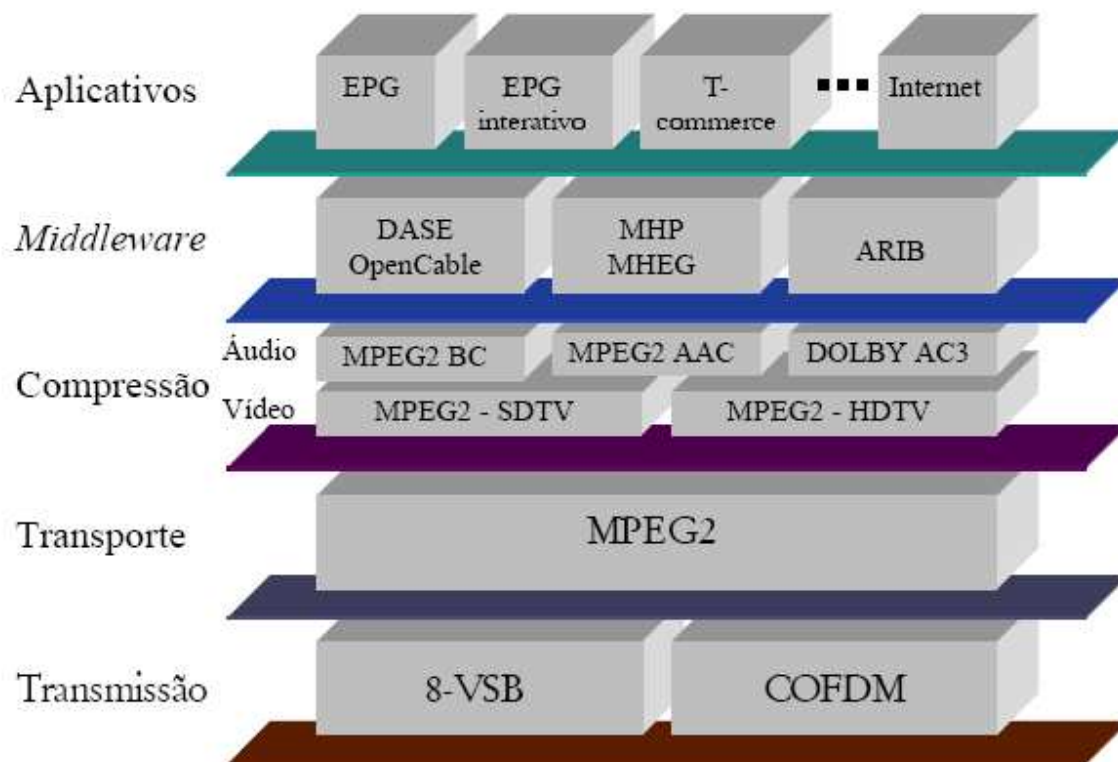 Aplicativos
EPG
EPG
interativo
T-
commerce
Internet
Middleware
DASE
OpenCable
MHP
MHEG
ARIB
Compressão
Áudio
MPEG2 BC
MPEG2 AAC
DOLBY AC3
Vídeo
MPEG2 - SDTV
MPEG2 - HDTV
Transporte
MPEG2
Transmissão
8-VSB
COFDM